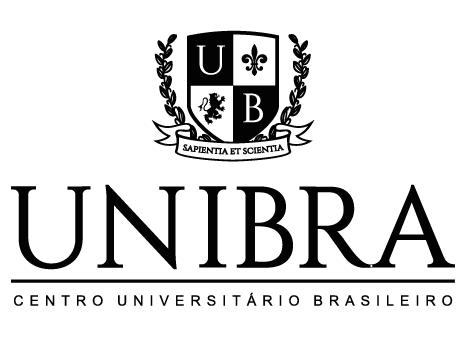 U
B
SAPIENTIA ET SCIENTIA
UNIBRA
CENTRO UNIVERSITÁRIO BRASILEIRO